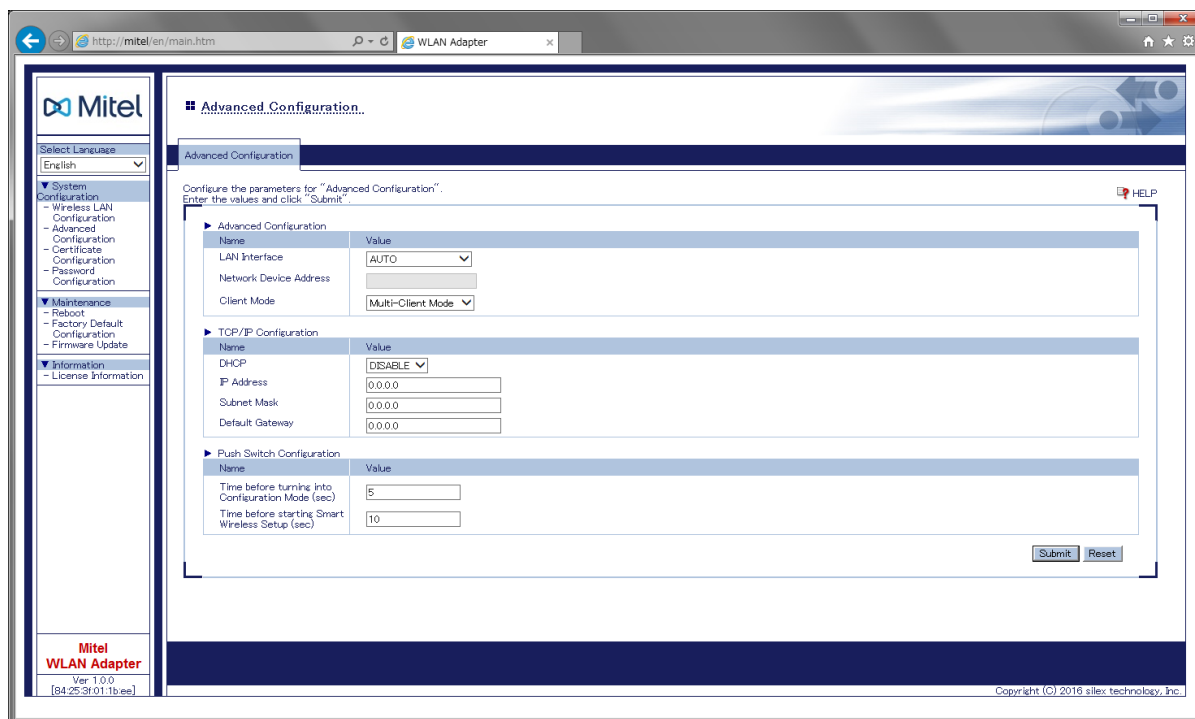 http://mitel/en/main.htm
WLAN Adapter
Mitel
Advanced Configuration
Select Language
English
Advanced Configuration
▼ System Configuration
- Wireless LAN Configuration
- Advanced Configuration
- Certificate Configuration
- Password Configuration
▼ Maintenance
- Reboot
- Factory Default Configuration
- Firmware Update
▼ Information
- License Information
Configure the parameters for "Advanced Configuration".
Enter the values and click "Submit".
HELP
► Advanced Configuration
Name Value
LAN Interface AUTO
Network Device Address
Client Mode Multi-Client Mode
► TCP/IP Configuration
Name Value
DHCP DISABLE
IP Address 0.0.0.0
Subnet Mask 0.0.0.0
Default Gateway 0.0.0.0
► Push Switch Configuration
Name Value
Time before turning into
Configuration Mode (sec) 5
Time before starting Smart
Wireless Setup (sec) 10
Submit Reset
Mitel
WLAN Adapter
Ver 1.0.0
[84:25:3f:01:1b:ee]
Copyright (C) 2016 silex technology, Inc.